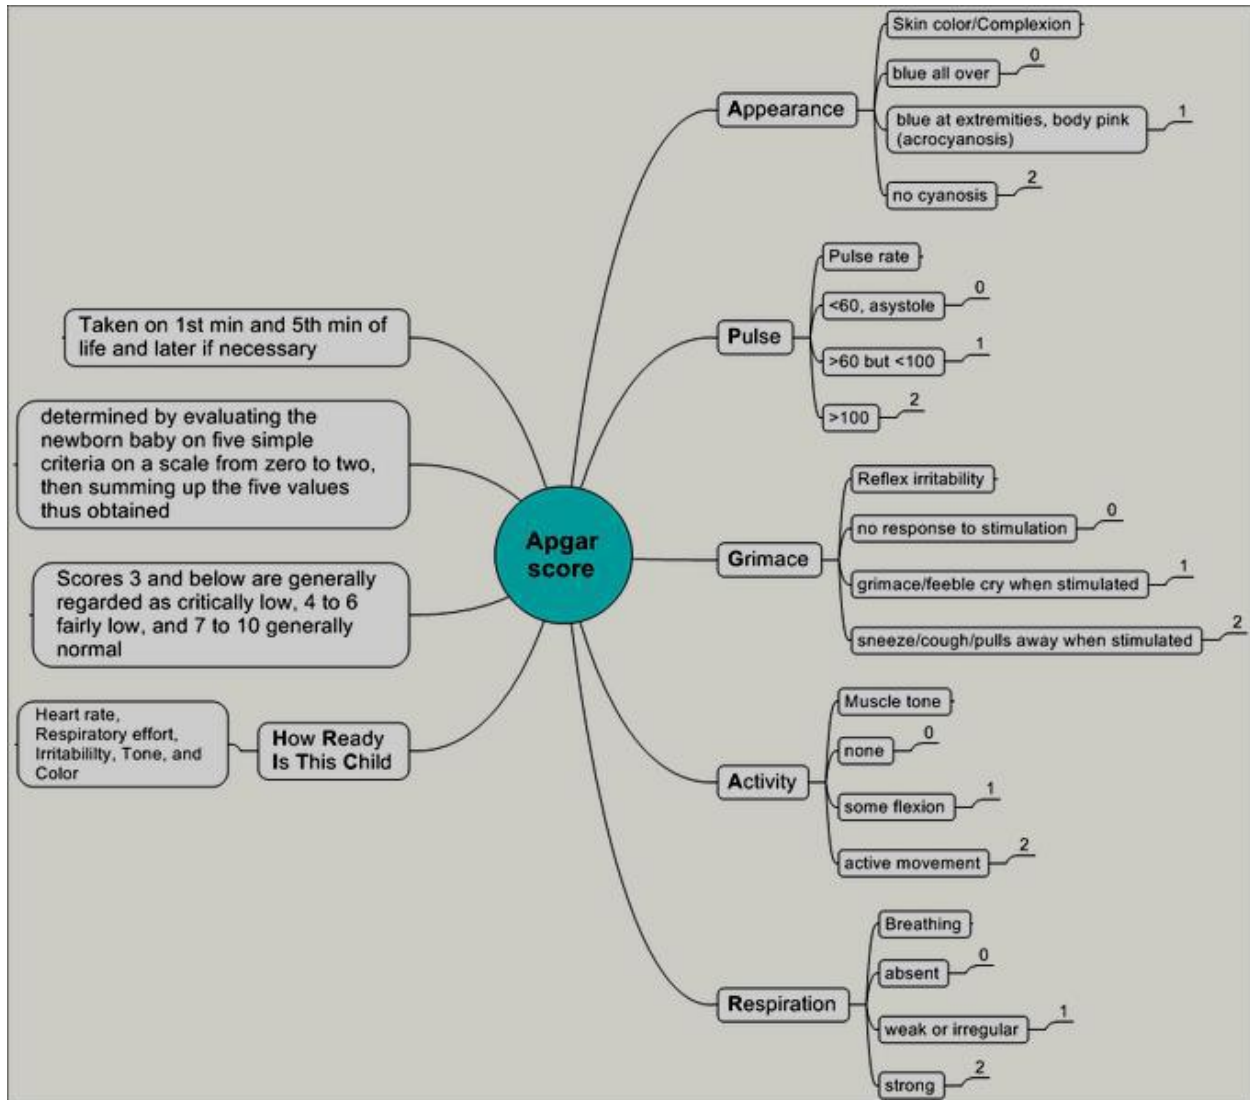 Apgar
score
Taken on 1st min and 5th min of
life and later if necessary
determined by evaluating the
newborn baby on five simple
criteria on a scale from zero to two,
then summing up the five values
thus obtained
Scores 3 and below are generally
regarded as critically low, 4 to 6
fairly low, and 7 to 10 generally
normal
How Ready
Is This Child
Heart rate,
Respiratory effort,
Irritabililty, Tone, and
Color
Appearance
Skin color/Complexion
blue all over
0
blue at extremities, body pink
(acrocyanosis)
1
no cyanosis
2
Pulse
Pulse rate
<60, asystole
0
>60 but <100
1
>100
2
Grimace
Reflex irritability
no response to stimulation
0
grimace/feeble cry when stimulated
1
sneeze/cough/pulls away when stimulated
2
Activity
Muscle tone
none
0
some flexion
1
active movement
2
Respiration
Breathing
absent
0
weak or irregular
1
strong
2